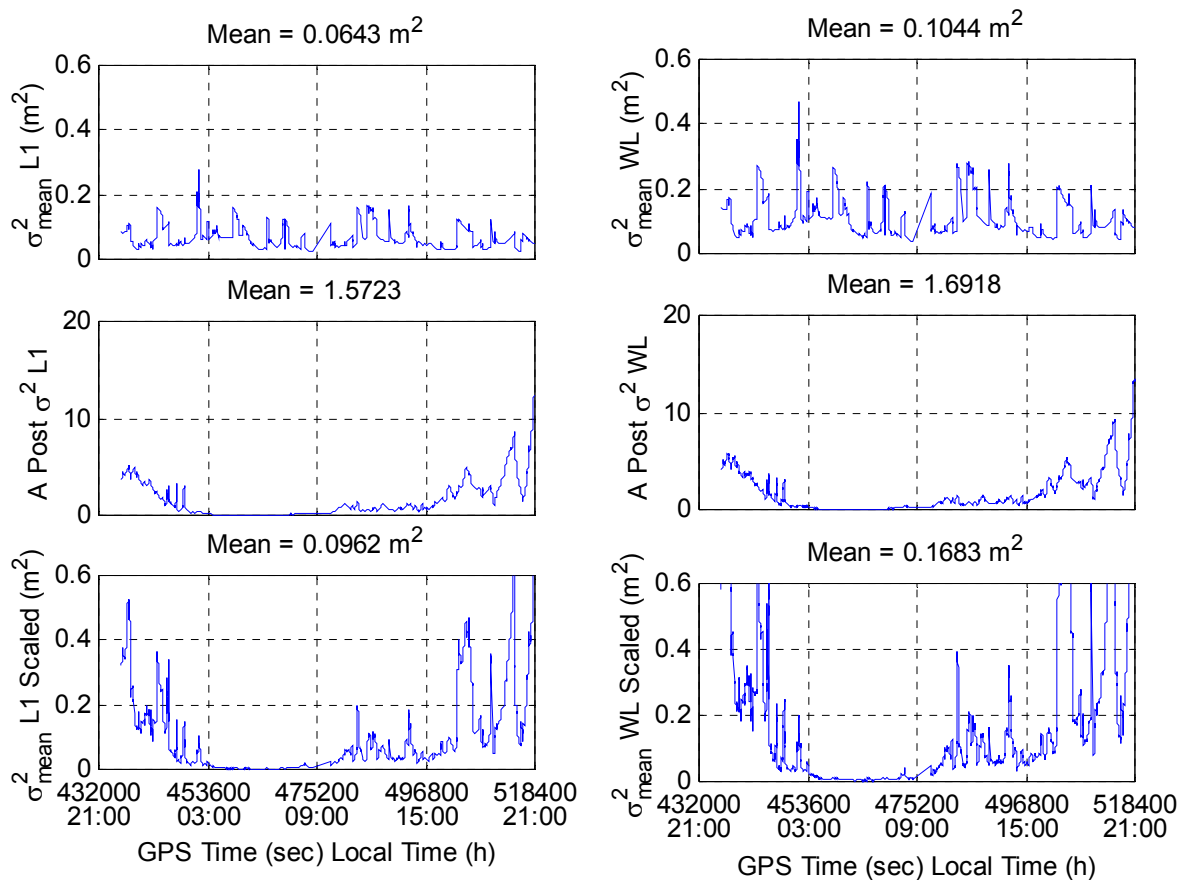 Mean = 0.0643 m²
σ²mean L1 (m²)
0.6
0.4
0.2
0
Mean = 1.5723
A Post σ² L1
20
10
0
Mean = 0.0962 m²
σ²mean L1 Scaled (m²)
0.6
0.4
0.2
0
432000 453600 475200 496800 518400
21:00 03:00 09:00 15:00 21:00
GPS Time (sec) Local Time (h)
Mean = 0.1044 m²
σ²mean WL (m²)
0.6
0.4
0.2
0
Mean = 1.6918
A Post σ² WL
20
10
0
Mean = 0.1683 m²
σ²mean WL Scaled (m²)
0.6
0.4
0.2
0
432000 453600 475200 496800 518400
21:00 03:00 09:00 15:00 21:00
GPS Time (sec) Local Time (h)